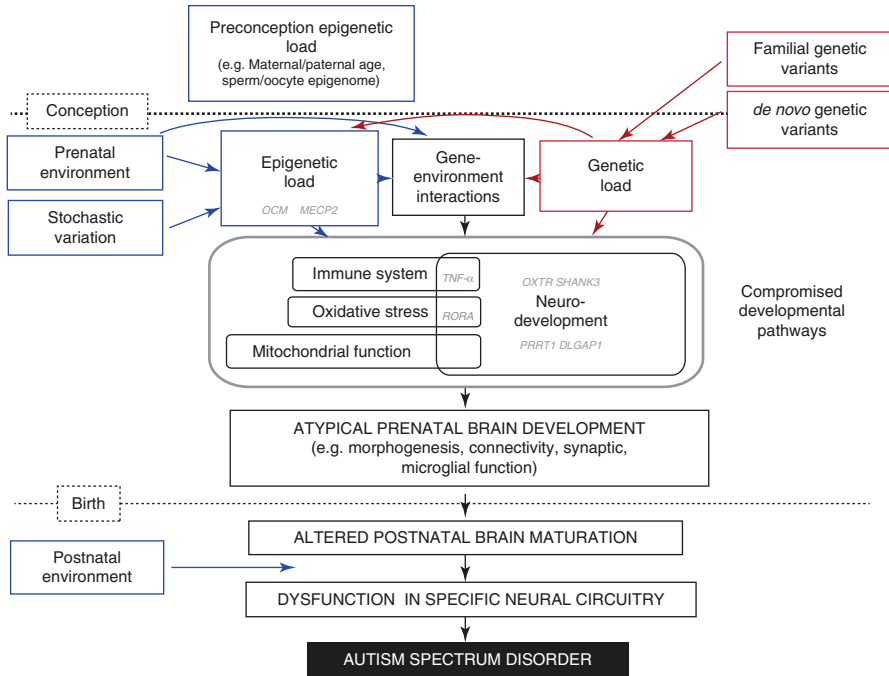 Preconception epigenetic
load
(e.g. Maternal/paternal age,
sperm/oocyte epigenome)
Familial genetic
variants
Conception
de novo genetic
variants
Prenatal
environment
Epigenetic
load
OCM MECP2
Gene-
environment
interactions
Genetic
load
Stochastic
variation
Immune system
TNF-α
Oxidative stress
RORA
Mitochondrial function
OXTR SHANK3
Neuro-
development
PRRT1 DLGAP1
Compromised
developmental
pathways
ATYPICAL PRENATAL BRAIN DEVELOPMENT
(e.g. morphogenesis, connectivity, synaptic,
microglial function)
Birth
ALTERED POSTNATAL BRAIN MATURATION
Postnatal
environment
DYSFUNCTION IN SPECIFIC NEURAL CIRCUITRY
AUTISM SPECTRUM DISORDER